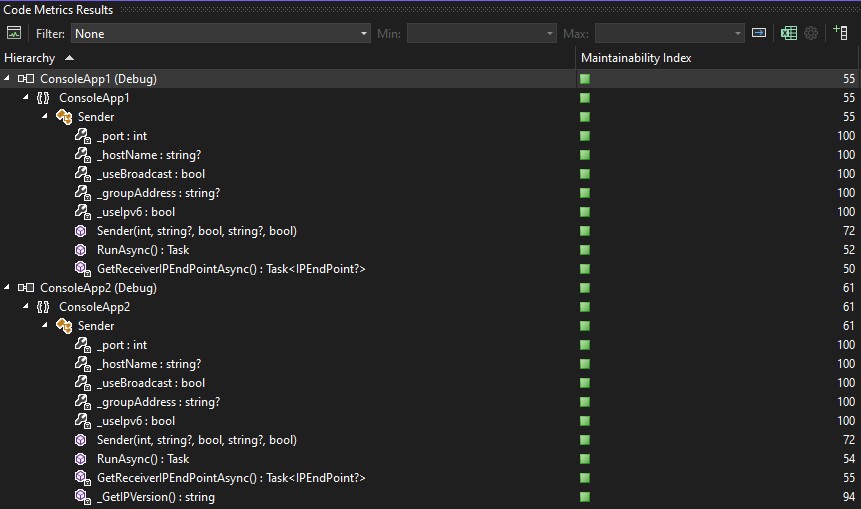 Code Metrics Results
Filter: None Min: Max:
Hierarchy Maintainability Index
ConsoleApp1 (Debug) 55
ConsoleApp1 55
Sender 55
_port : int 100
_hostName : string? 100
_useBroadcast : bool 100
_groupAddress : string? 100
_useIpv6 : bool 100
Sender(int, string?, bool, string?, bool) 72
RunAsync() : Task 52
GetReceiverIPEndPointAsync() : Task<IPEndPoint?> 50
ConsoleApp2 (Debug) 61
ConsoleApp2 61
Sender 61
_port : int 100
_hostName : string? 100
_useBroadcast : bool 100
_groupAddress : string? 100
_useIpv6 : bool 100
Sender(int, string?, bool, string?, bool) 72
RunAsync() : Task 54
GetReceiverIPEndPointAsync() : Task<IPEndPoint?> 55
_GetIPVersion() : string 94